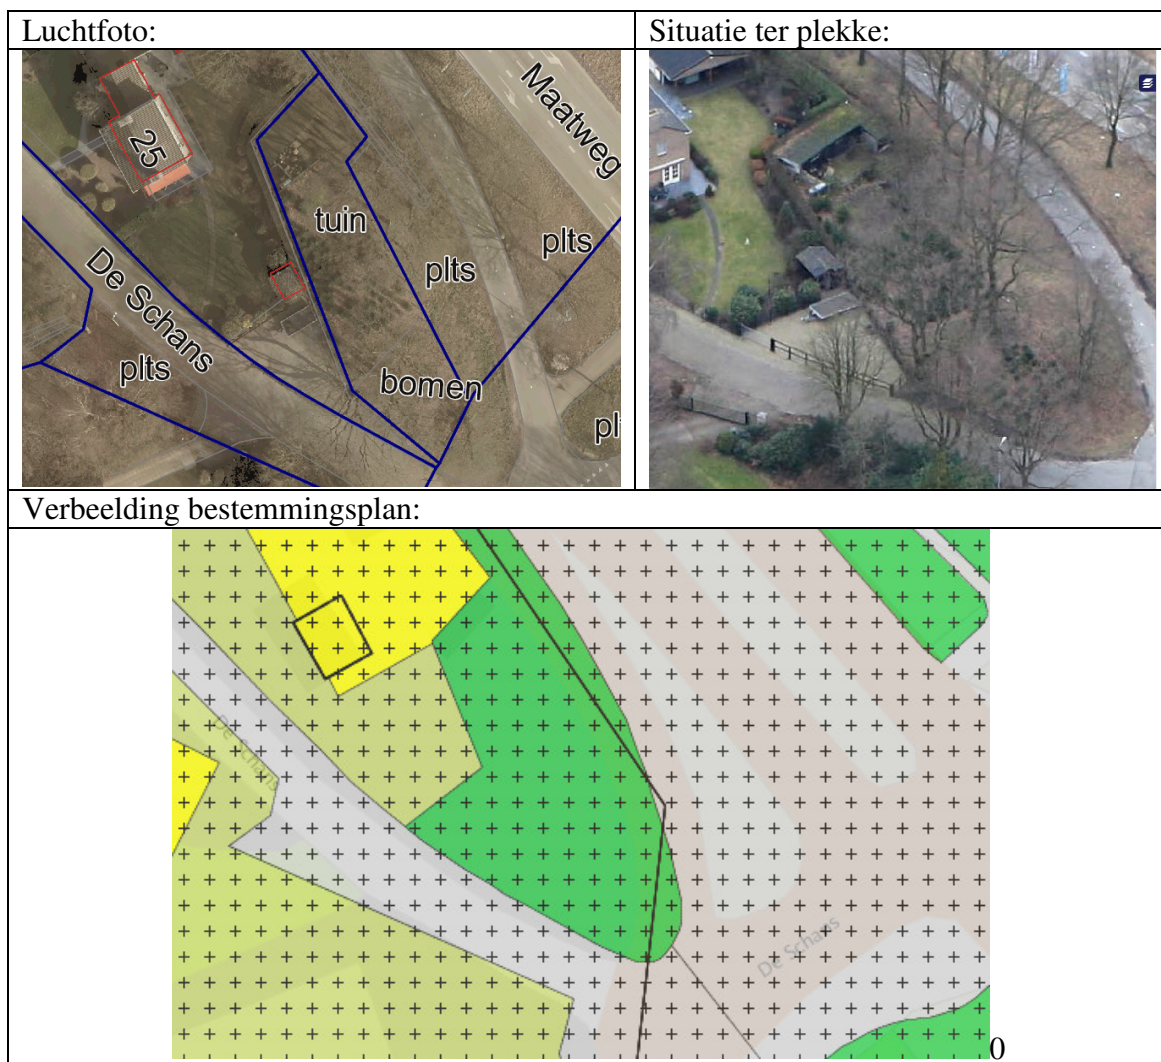 Luchtfoto:
Situatie ter plekke:
25
Maatweg
tuin
plts
plts
De Schans
plts
bomen
pl
Verbeelding bestemmingsplan:
De Schans
De Schans
0